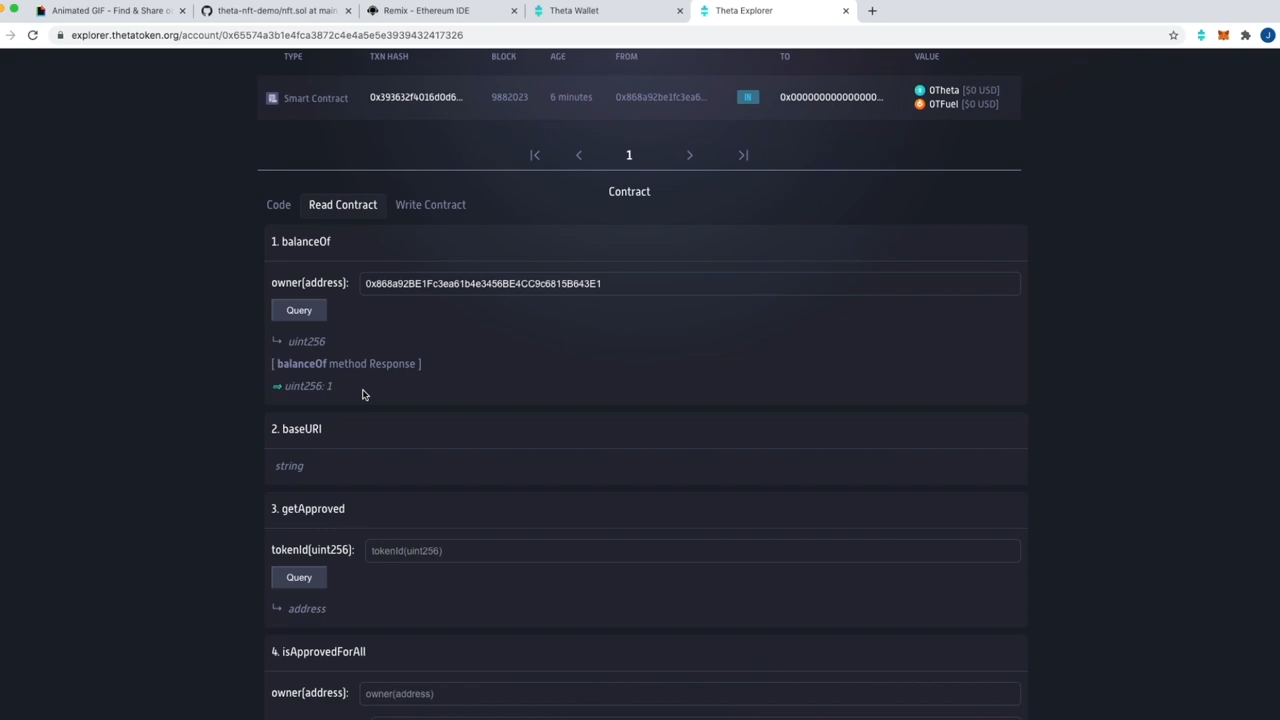 Animated GIF - Find & Share o
theta-nft-demo/nft.sol at main
Remix - Ethereum IDE
Theta Wallet
Theta Explorer
explorer.thetatoken.org/account/0x65574a3b1e4fca3872c4e4a5e5e3939432417326
J
TYPE TXN HASH BLOCK AGE FROM TO VALUE
Smart Contract 0x393632f4016d0d6... 9882023 6 minutes 0x868a92be1fc3ea6... IN 0x000000000000000... 0Theta [$0 USD]
0TFuel [$0 USD]
1
Contract
Code Read Contract Write Contract
1. balanceOf
owner(address): 0x868a92BE1Fc3ea61b4e3456BE4CC9c6815B643E1
Query
uint256
[ balanceOf method Response ]
uint256: 1
2. baseURI
string
3. getApproved
tokenId(uint256): tokenId(uint256)
Query
address
4. isApprovedForAll
owner(address): owner(address)